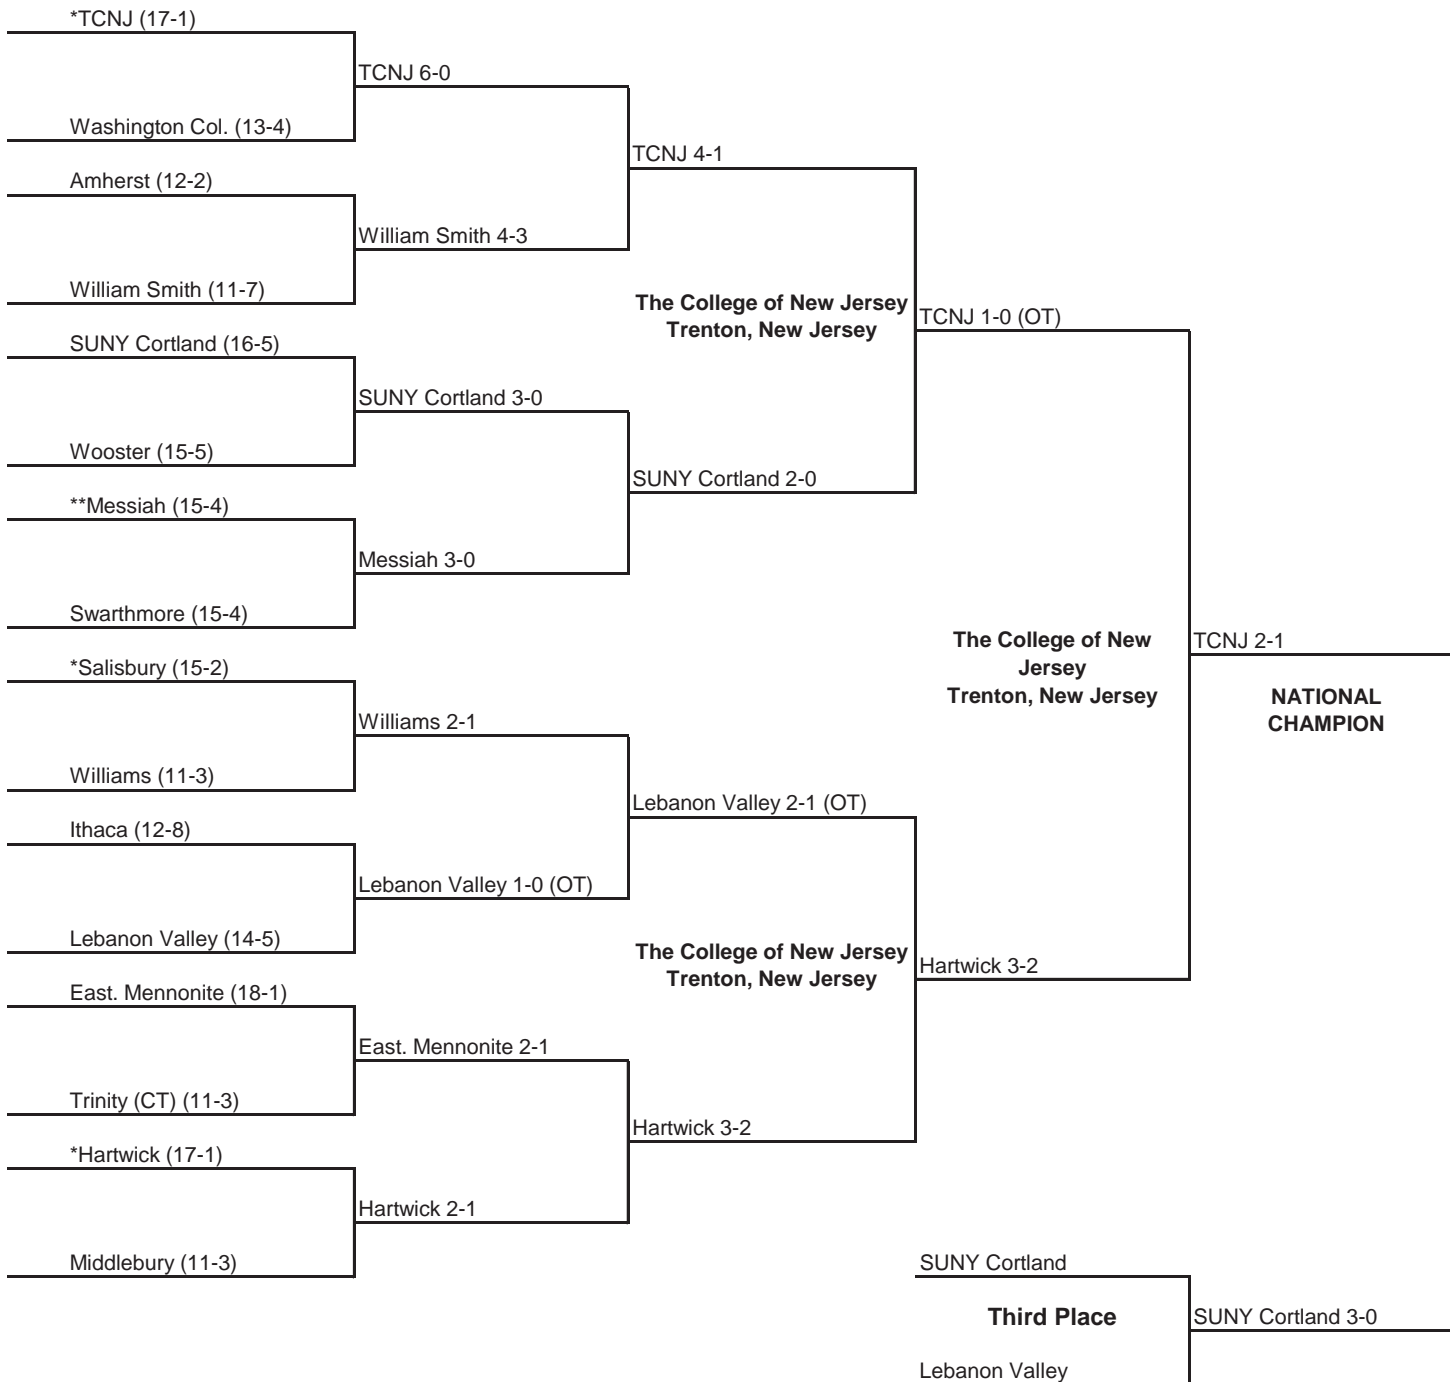 *TCNJ (17-1)
TCNJ 6-0
Washington Col. (13-4)
TCNJ 4-1
Amherst (12-2)
William Smith 4-3
William Smith (11-7)
The College of New Jersey
Trenton, New Jersey
TCNJ 1-0 (OT)
SUNY Cortland (16-5)
SUNY Cortland 3-0
Wooster (15-5)
SUNY Cortland 2-0
**Messiah (15-4)
Messiah 3-0
Swarthmore (15-4)
The College of New
Jersey
Trenton, New Jersey
TCNJ 2-1
NATIONAL
CHAMPION
*Salisbury (15-2)
Williams 2-1
Williams (11-3)
Lebanon Valley 2-1 (OT)
Ithaca (12-8)
Lebanon Valley 1-0 (OT)
Lebanon Valley (14-5)
The College of New Jersey
Trenton, New Jersey
Hartwick 3-2
East. Mennonite (18-1)
East. Mennonite 2-1
Trinity (CT) (11-3)
Hartwick 3-2
*Hartwick (17-1)
Hartwick 2-1
Middlebury (11-3)
SUNY Cortland
Third Place
SUNY Cortland 3-0
Lebanon Valley